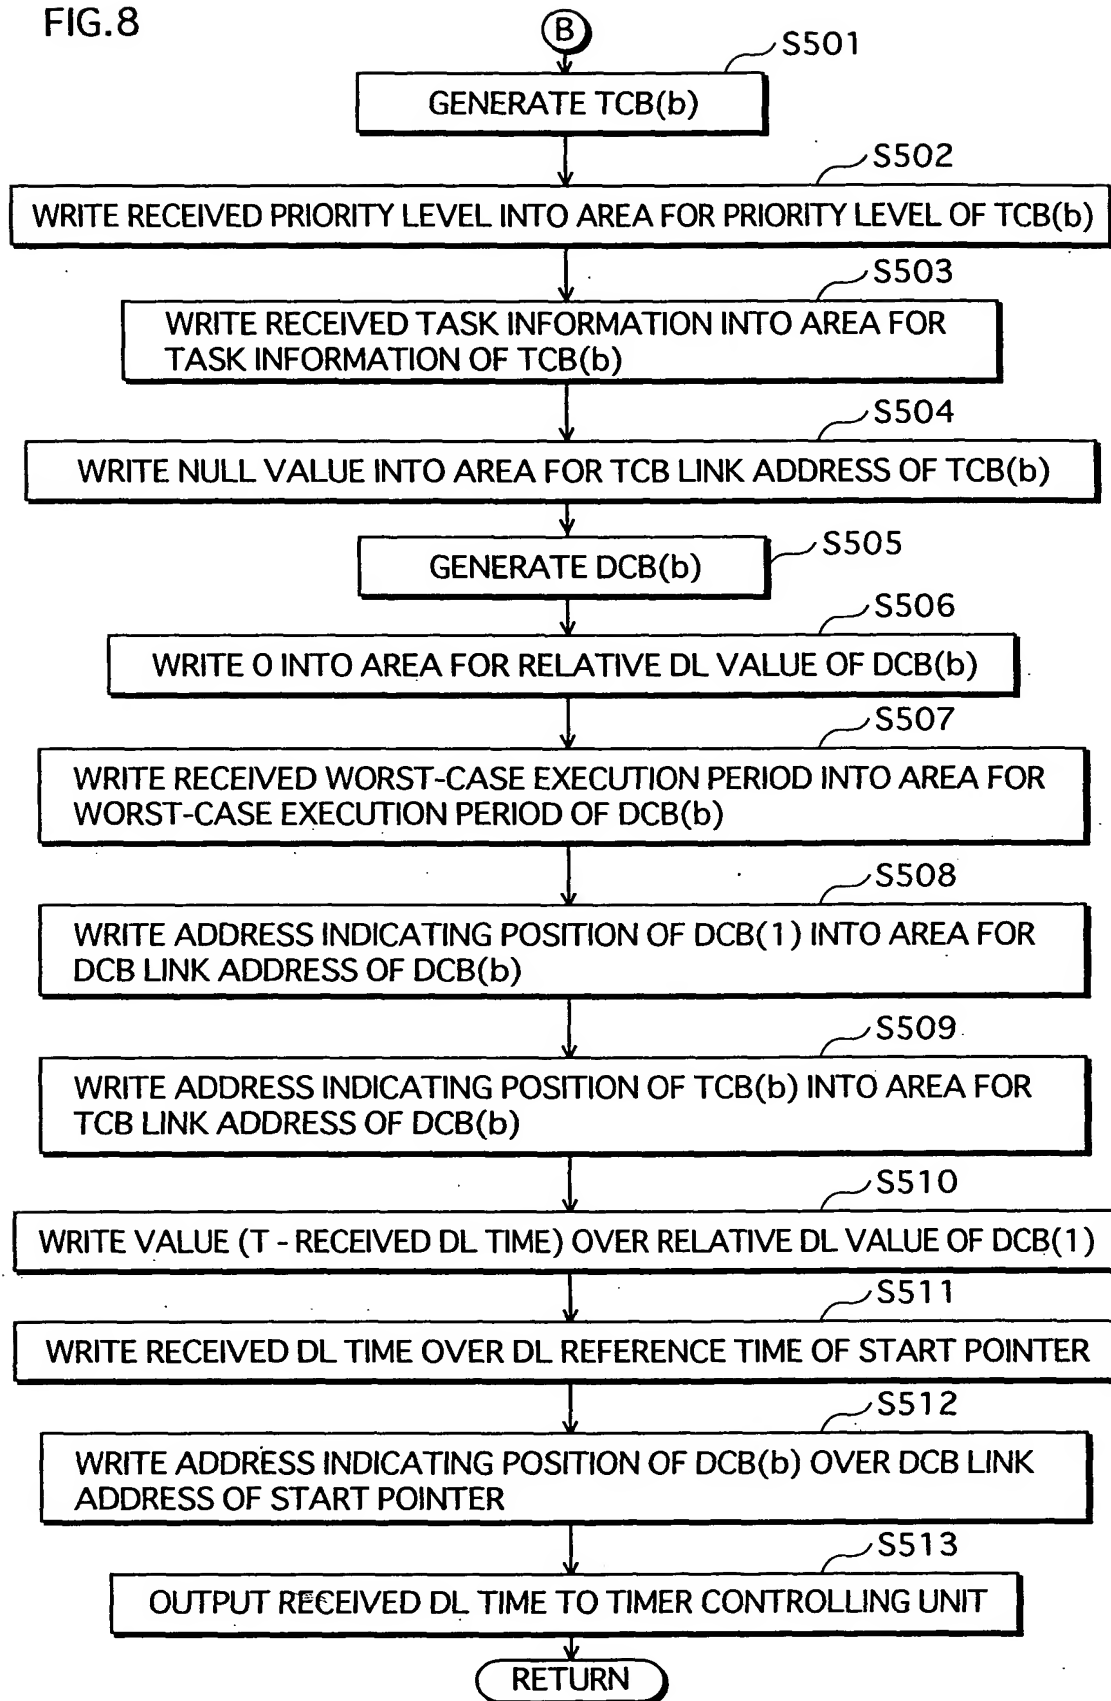 FIG.8
B
S501
GENERATE TCB(b)
S502
WRITE RECEIVED PRIORITY LEVEL INTO AREA FOR PRIORITY LEVEL OF TCB(b)
S503
WRITE RECEIVED TASK INFORMATION INTO AREA FOR
TASK INFORMATION OF TCB(b)
S504
WRITE NULL VALUE INTO AREA FOR TCB LINK ADDRESS OF TCB(b)
S505
GENERATE DCB(b)
S506
WRITE 0 INTO AREA FOR RELATIVE DL VALUE OF DCB(b)
S507
WRITE RECEIVED WORST-CASE EXECUTION PERIOD INTO AREA FOR
WORST-CASE EXECUTION PERIOD OF DCB(b)
S508
WRITE ADDRESS INDICATING POSITION OF DCB(1) INTO AREA FOR
DCB LINK ADDRESS OF DCB(b)
S509
WRITE ADDRESS INDICATING POSITION OF TCB(b) INTO AREA FOR
TCB LINK ADDRESS OF DCB(b)
S510
WRITE VALUE (T - RECEIVED DL TIME) OVER RELATIVE DL VALUE OF DCB(1)
S511
WRITE RECEIVED DL TIME OVER DL REFERENCE TIME OF START POINTER
S512
WRITE ADDRESS INDICATING POSITION OF DCB(b) OVER DCB LINK
ADDRESS OF START POINTER
S513
OUTPUT RECEIVED DL TIME TO TIMER CONTROLLING UNIT
RETURN